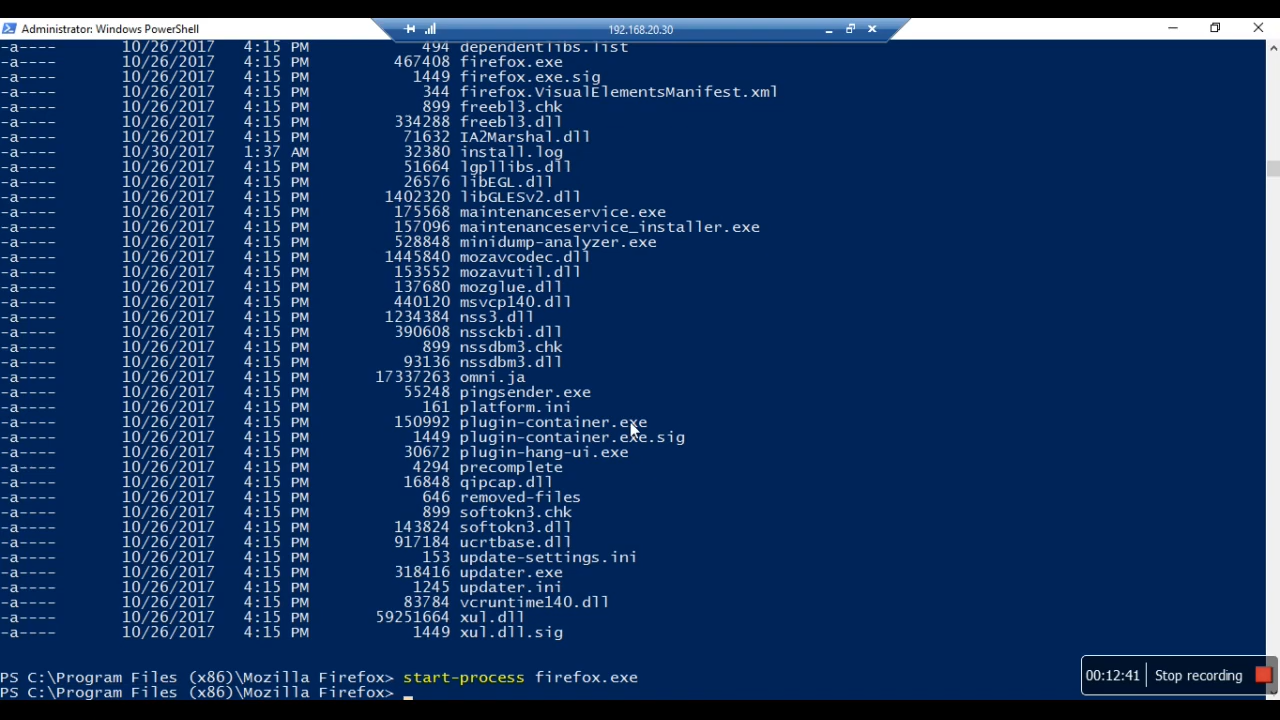 Administrator: Windows PowerShell
192.168.20.30
-a---- 10/26/2017 4:15 PM 494 dependentlibs.list
-a---- 10/26/2017 4:15 PM 467408 firefox.exe
-a---- 10/26/2017 4:15 PM 1449 firefox.exe.sig
-a---- 10/26/2017 4:15 PM 344 firefox.VisualElementsManifest.xml
-a---- 10/26/2017 4:15 PM 899 freebl3.chk
-a---- 10/26/2017 4:15 PM 334288 freebl3.dll
-a---- 10/26/2017 4:15 PM 71632 IA2Marshal.dll
-a---- 10/30/2017 1:37 AM 32380 install.log
-a---- 10/26/2017 4:15 PM 51664 lgpllibs.dll
-a---- 10/26/2017 4:15 PM 26576 libEGL.dll
-a---- 10/26/2017 4:15 PM 1402320 libGLESv2.dll
-a---- 10/26/2017 4:15 PM 175568 maintenanceservice.exe
-a---- 10/26/2017 4:15 PM 157096 maintenanceservice_installer.exe
-a---- 10/26/2017 4:15 PM 528848 minidump-analyzer.exe
-a---- 10/26/2017 4:15 PM 1445840 mozavcodec.dll
-a---- 10/26/2017 4:15 PM 153552 mozavutil.dll
-a---- 10/26/2017 4:15 PM 137680 mozglue.dll
-a---- 10/26/2017 4:15 PM 440120 msvcp140.dll
-a---- 10/26/2017 4:15 PM 1234384 nss3.dll
-a---- 10/26/2017 4:15 PM 390608 nssckbi.dll
-a---- 10/26/2017 4:15 PM 899 nssdbm3.chk
-a---- 10/26/2017 4:15 PM 93136 nssdbm3.dll
-a---- 10/26/2017 4:15 PM 17337263 omni.ja
-a---- 10/26/2017 4:15 PM 55248 pingsender.exe
-a---- 10/26/2017 4:15 PM 161 platform.ini
-a---- 10/26/2017 4:15 PM 150992 plugin-container.exe
-a---- 10/26/2017 4:15 PM 1449 plugin-container.exe.sig
-a---- 10/26/2017 4:15 PM 30672 plugin-hang-ui.exe
-a---- 10/26/2017 4:15 PM 4294 precomplete
-a---- 10/26/2017 4:15 PM 16848 qipcap.dll
-a---- 10/26/2017 4:15 PM 646 removed-files
-a---- 10/26/2017 4:15 PM 899 softokn3.chk
-a---- 10/26/2017 4:15 PM 143824 softokn3.dll
-a---- 10/26/2017 4:15 PM 917184 ucrtbase.dll
-a---- 10/26/2017 4:15 PM 153 update-settings.ini
-a---- 10/26/2017 4:15 PM 318416 updater.exe
-a---- 10/26/2017 4:15 PM 1245 updater.ini
-a---- 10/26/2017 4:15 PM 83784 vcruntime140.dll
-a---- 10/26/2017 4:15 PM 59251664 xul.dll
-a---- 10/26/2017 4:15 PM 1449 xul.dll.sig
PS C:\Program Files (x86)\Mozilla Firefox> start-process firefox.exe
PS C:\Program Files (x86)\Mozilla Firefox>
00:12:41 Stop recording